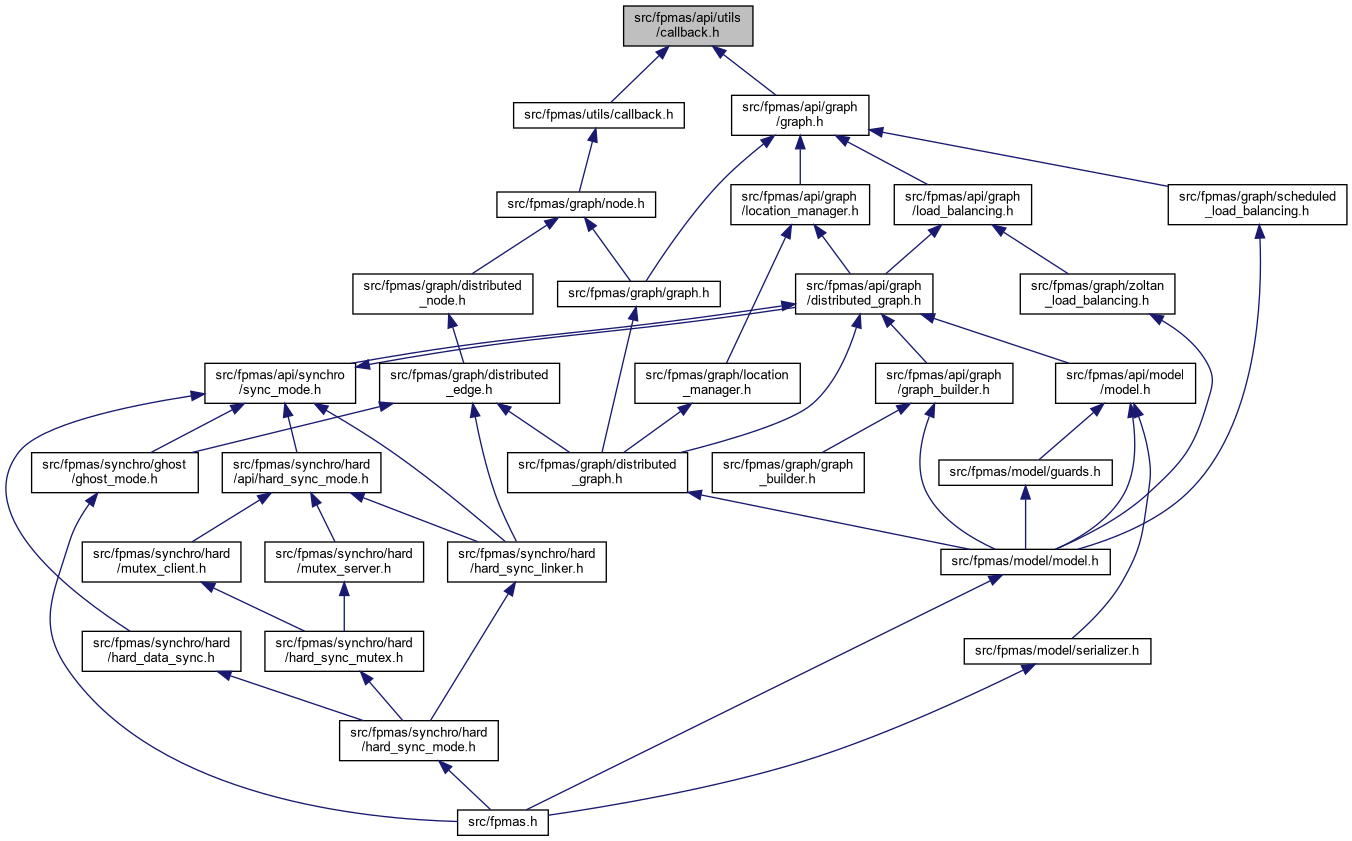 src/fpmas/api/utils
/callback.h
src/fpmas/utils/callback.h
src/fpmas/api/graph
/graph.h
src/fpmas/graph/node.h
src/fpmas/api/graph
/location_manager.h
src/fpmas/api/graph
/load_balancing.h
src/fpmas/graph/scheduled
_load_balancing.h
src/fpmas/graph/distributed
_node.h
src/fpmas/graph/graph.h
src/fpmas/api/graph
/distributed_graph.h
src/fpmas/graph/zoltan
_load_balancing.h
src/fpmas/api/synchro
/sync_mode.h
src/fpmas/graph/distributed
_edge.h
src/fpmas/graph/location
_manager.h
src/fpmas/api/graph
/graph_builder.h
src/fpmas/api/model
/model.h
src/fpmas/synchro/ghost
/ghost_mode.h
src/fpmas/synchro/hard
/api/hard_sync_mode.h
src/fpmas/graph/distributed
_graph.h
src/fpmas/graph/graph
_builder.h
src/fpmas/model/guards.h
src/fpmas/synchro/hard
/mutex_client.h
src/fpmas/synchro/hard
/mutex_server.h
src/fpmas/synchro/hard
/hard_sync_linker.h
src/fpmas/model/model.h
src/fpmas/synchro/hard
/hard_data_sync.h
src/fpmas/synchro/hard
/hard_sync_mutex.h
src/fpmas/model/serializer.h
src/fpmas/synchro/hard
/hard_sync_mode.h
src/fpmas.h